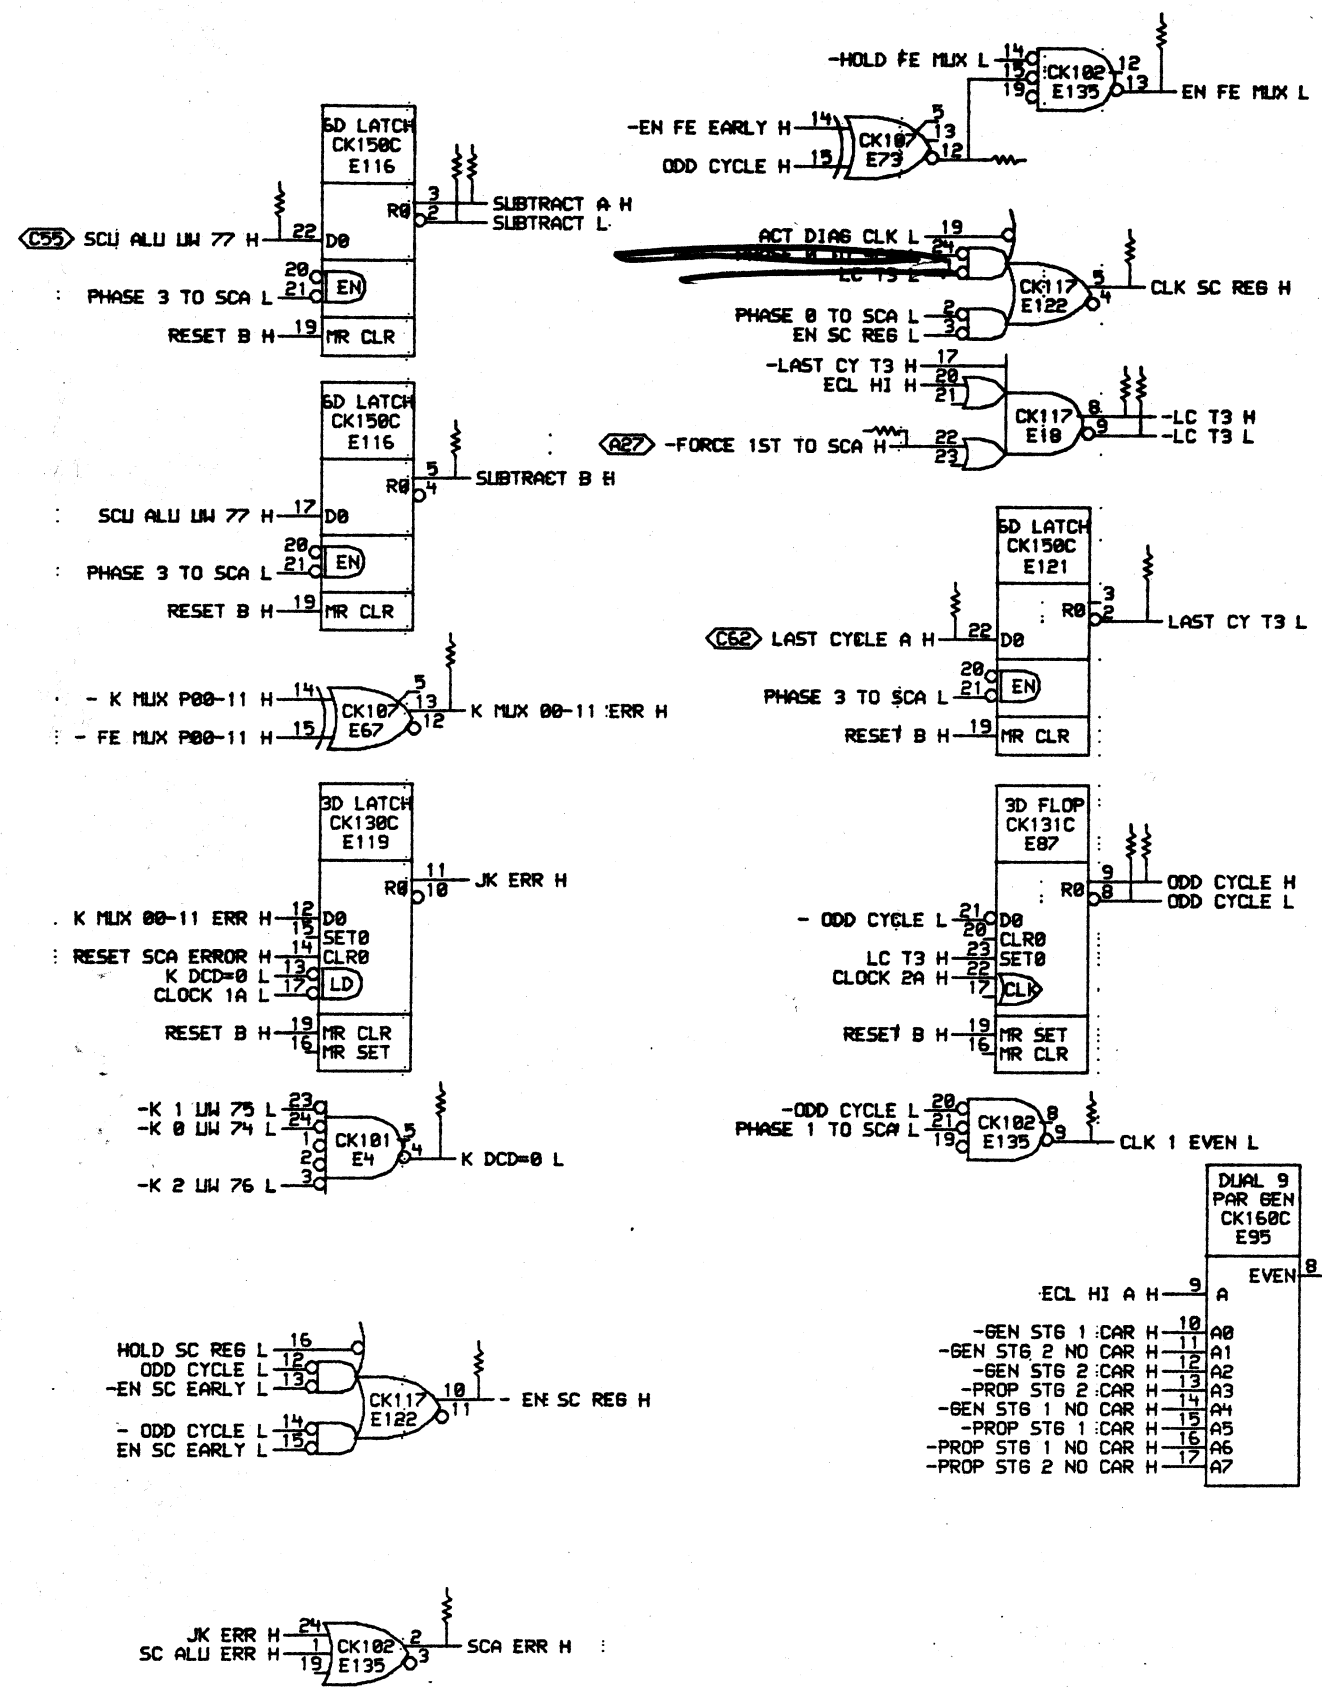 6D LATCH
CK150C
E116
R0
3
2
SUBTRACT A H
SUBTRACT L
C55 SCU ALU UW 77 H 22 D0
20
PHASE 3 TO SCA L 21 EN
RESET B H 19 MR CLR
6D LATCH
CK150C
E116
R0
5
4
SUBTRACT B H
SCU ALU UW 77 H 17 D0
20
PHASE 3 TO SCA L 21 EN
RESET B H 19 MR CLR
- K MUX P00-11 H 14
- FE MUX P00-11 H 15
CK107
E67
5
13
12
K MUX 00-11 ERR H
3D LATCH
CK130C
E119
R0
11
10
JK ERR H
K MUX 00-11 ERR H 12 D0
15 SET0
RESET SCA ERROR H 14 CLR0
K DCD=0 L 13
CLOCK 1A L 17 LD
RESET B H 19 MR CLR
16 MR SET
-K 1 UW 75 L 23
-K 0 UW 74 L 24
1
2
-K 2 UW 76 L 3
CK101
E4
5
4
K DCD=0 L
HOLD SC REG L 16
ODD CYCLE L 12
-EN SC EARLY L 13
- ODD CYCLE L 14
EN SC EARLY L 15
CK117
E122
10
11
- EN SC REG H
JK ERR H 24
SC ALU ERR H 1
19
CK102
E135
2
3
SCA ERR H
-HOLD FE MUX L 14
15
19
CK102
E135
12
13
EN FE MUX L
-EN FE EARLY H 14
ODD CYCLE H 15
CK107
E73
5
13
12
ACT DIAG CLK L 19
24
LC T3 L
PHASE 0 TO SCA L 2
EN SC REG L 3
CK117
E122
5
4
CLK SC REG H
-LAST CY T3 H 17
ECL HI H 20
21
A27 -FORCE 1ST TO SCA H 22
23
CK117
E18
8
9
-LC T3 H
-LC T3 L
6D LATCH
CK150C
E121
R0
3
2
LAST CY T3 L
C62 LAST CYCLE A H 22 D0
20
PHASE 3 TO SCA L 21 EN
RESET B H 19 MR CLR
3D FLOP
CK131C
E87
R0
9
8
ODD CYCLE H
ODD CYCLE L
- ODD CYCLE L 21 D0
20 CLR0
LC T3 H 23 SET0
CLOCK 2A H 22
17 CLK
RESET B H 19 MR SET
16 MR CLR
-ODD CYCLE L 20
PHASE 1 TO SCA L 21
19
CK102
E135
8
9
CLK 1 EVEN L
DUAL 9
PAR GEN
CK160C
E95
EVEN 8
ECL HI A H 9 A
-GEN STG 1 CAR H 10 A0
-GEN STG 2 NO CAR H 11 A1
-GEN STG 2 CAR H 12 A2
-PROP STG 2 CAR H 13 A3
-GEN STG 1 NO CAR H 14 A4
-PROP STG 1 CAR H 15 A5
-PROP STG 1 NO CAR H 16 A6
-PROP STG 2 NO CAR H 17 A7